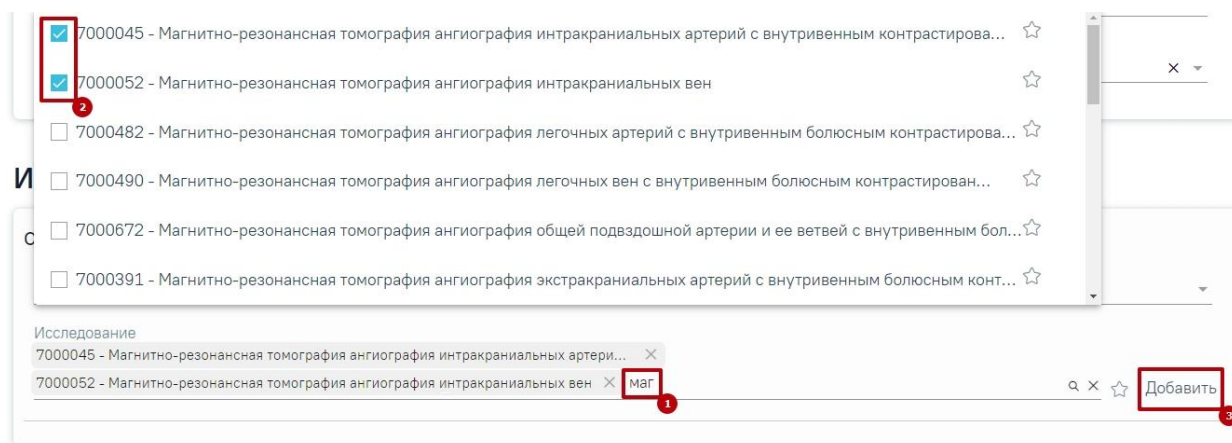 7000045 - Магнитно-резонансная томография ангиография интракраниальных артерий с внутривенным контрастирова...
7000052 - Магнитно-резонансная томография ангиография интракраниальных вен
2
7000482 - Магнитно-резонансная томография ангиография легочных артерий с внутривенным болюсным контрастирова...
И
7000490 - Магнитно-резонансная томография ангиография легочных вен с внутривенным болюсным контрастирован...
7000672 - Магнитно-резонансная томография ангиография общей подвздошной артерии и ее ветвей с внутривенным бол...
7000391 - Магнитно-резонансная томография ангиография экстракраниальных артерий с внутривенным болюсным конт...
Исследование
7000045 - Магнитно-резонансная томография ангиография интракраниальных артери...
7000052 - Магнитно-резонансная томография ангиография интракраниальных вен маг Добавить
1 3